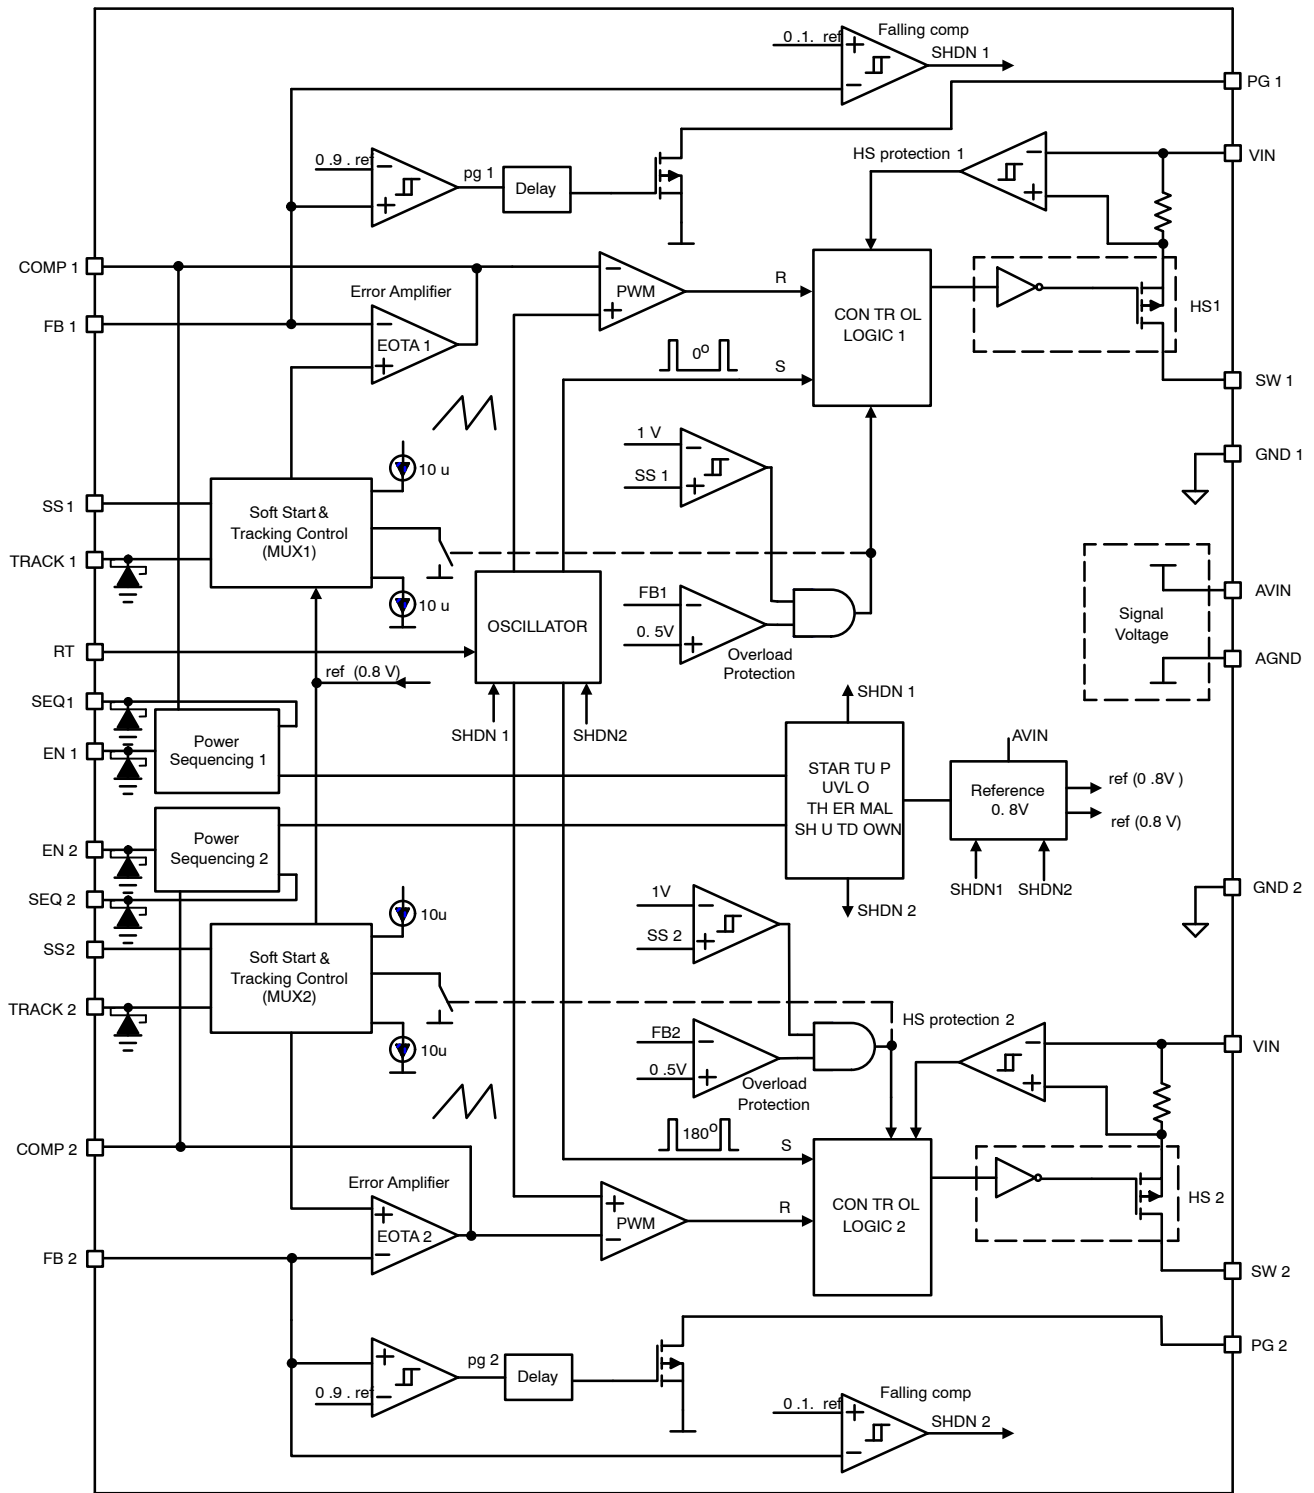 Falling comp
0 .1. ref
SHDN 1
PG 1
0 .9 . ref
pg 1
Delay
HS protection 1
VIN
COMP 1
PWM
R
CON TR OL
LOGIC 1
HS1
Error Amplifier
FB 1
EOTA 1
0º
S
SW 1
1 V
SS 1
10 u
GND 1
SS 1
Soft Start &
Tracking Control
(MUX1)
TRACK 1
10 u
OSCILLATOR
FB1
0. 5V
Overload
Protection
Signal
Voltage
AVIN
AGND
RT
ref (0.8 V)
SEQ1
SHDN 1
SHDN2
SHDN 1
EN 1
Power
Sequencing 1
STAR TU P
UVL O
TH ER MAL
SH U TD OWN
AVIN
Reference
0. 8V
ref (0 .8V )
ref (0.8 V)
EN 2
Power
Sequencing 2
SHDN1
SHDN2
SEQ 2
SHDN 2
GND 2
1V
SS 2
10u
SS2
Soft Start &
Tracking Control
(MUX2)
TRACK 2
10u
FB2
0 .5V
Overload
Protection
HS protection 2
VIN
COMP 2
180º
S
Error Amplifier
EOTA 2
PWM
R
CON TR OL
LOGIC 2
HS 2
FB 2
SW 2
PG 2
pg 2
Delay
0 .9 . ref
Falling comp
0 .1. ref
SHDN 2